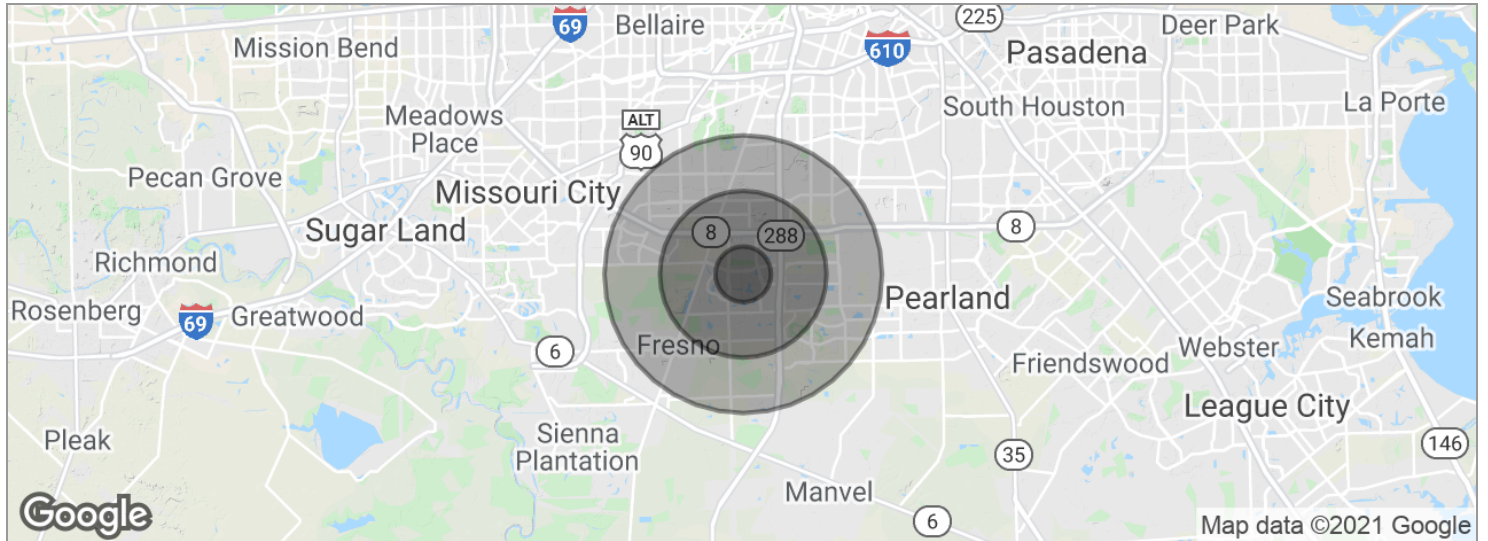 225
69
Bellaire
Deer Park
Mission Bend
610
Pasadena
La Porte
Meadows
Place
ALT
90
South Houston
Pecan Grove
Missouri City
Sugar Land
8
288
8
Richmond
Rosenberg
69
Greatwood
Pearland
Seabrook
Kemah
6
Fresno
Friendswood
Webster
League City
Pleak
Sienna
Plantation
35
146
Manvel
6
Google
Map data ©2021 Google